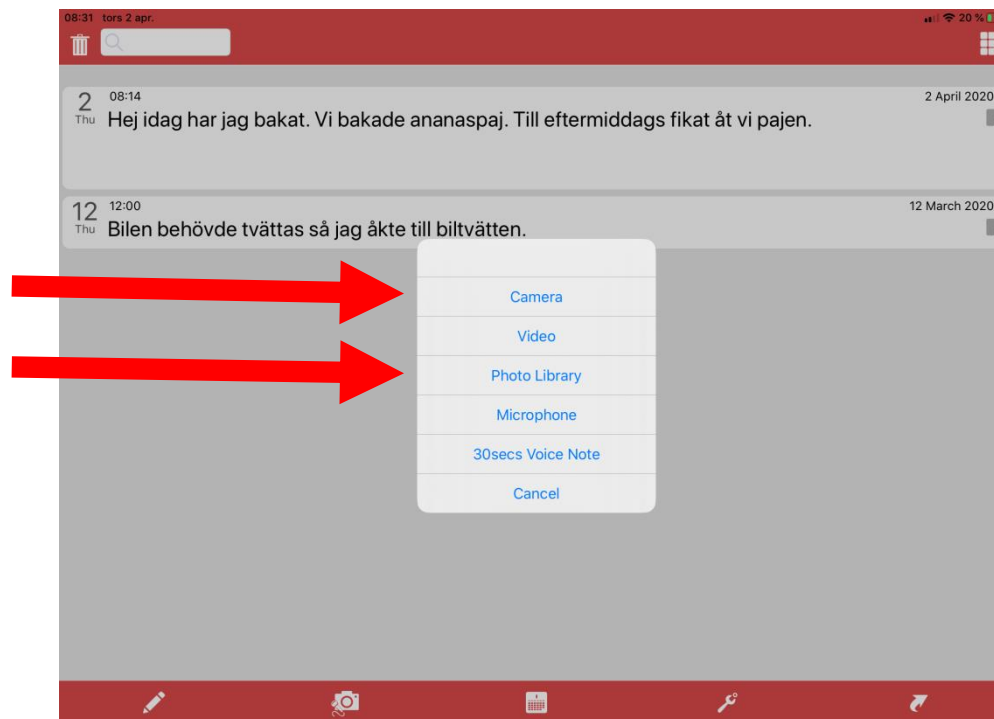 08:31 tors 2 apr. 20 %
2 08:14 2 April 2020
Thu Hej idag har jag bakat. Vi bakade ananaspaj. Till eftermiddags fikat åt vi pajen.
12 12:00 12 March 2020
Thu Bilen behövde tvättas så jag åkte till biltvätten.
Camera
Video
Photo Library
Microphone
30secs Voice Note
Cancel